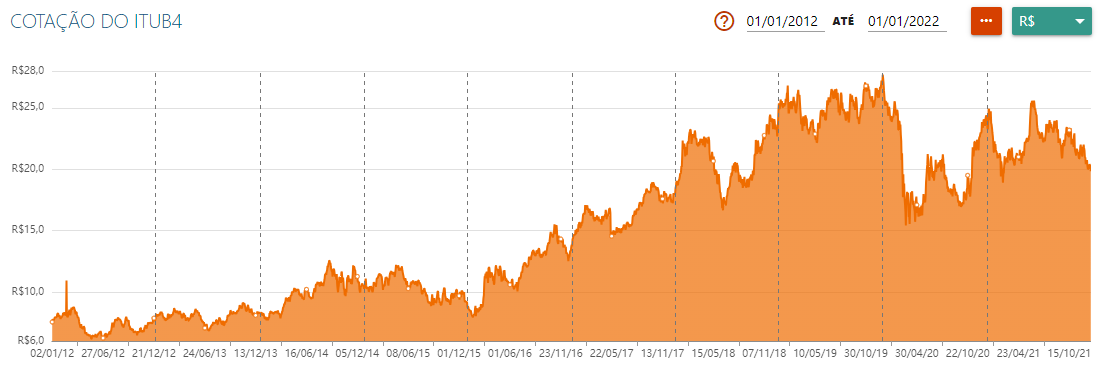 COTAÇÃO DO ITUB4
? 01/01/2012 ATÉ 01/01/2022 ... R$
R$28,0
R$25,0
R$20,0
R$15,0
R$10,0
R$6,0
02/01/12 27/06/12 21/12/12 24/06/13 13/12/13 16/06/14 05/12/14 08/06/15 01/12/15 01/06/16 23/11/16 22/05/17 13/11/17 15/05/18 07/11/18 10/05/19 30/10/19 30/04/20 22/10/20 23/04/21 15/10/21